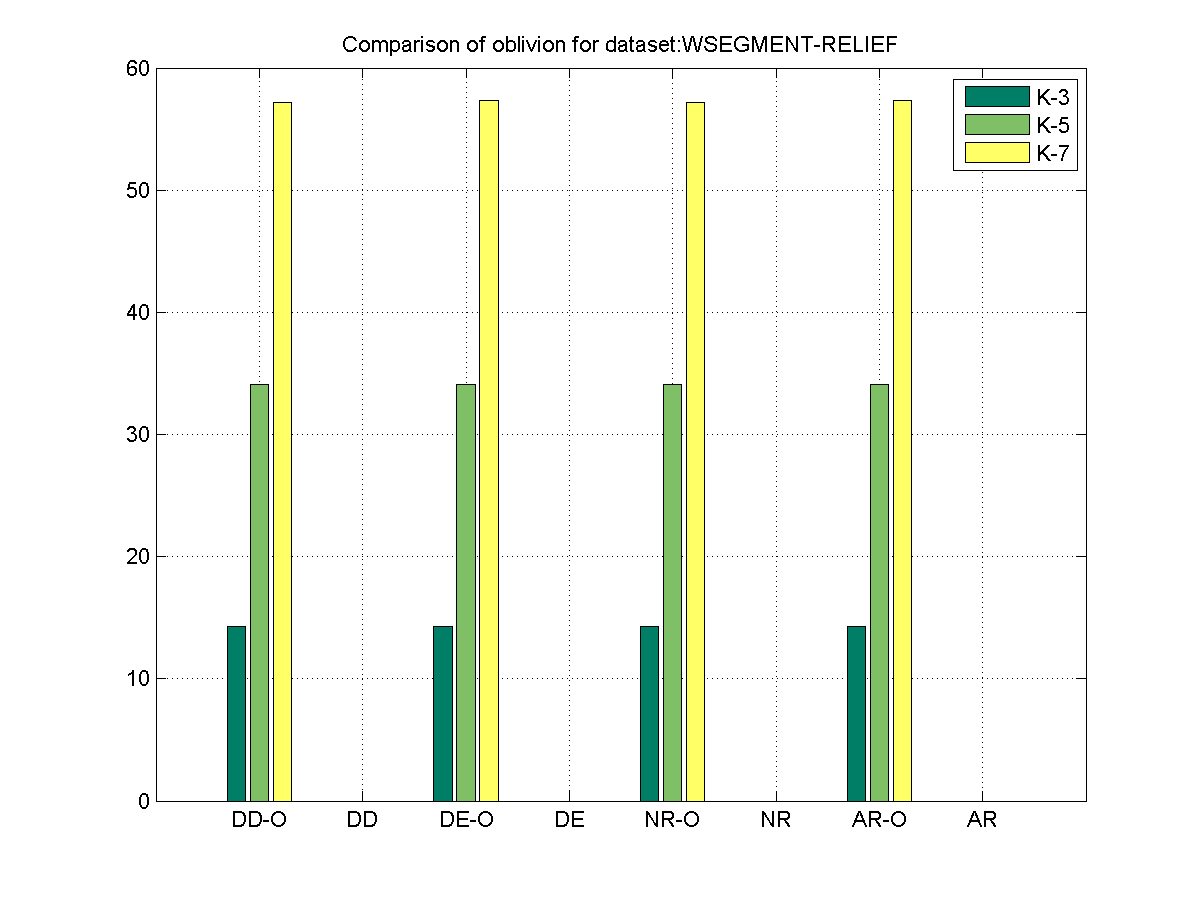 Comparison of oblivion for dataset:WSEGMENT-RELIEF
60
K-3
K-5
K-7
50
40
30
20
10
0
DD-O DD DE-O DE NR-O NR AR-O AR